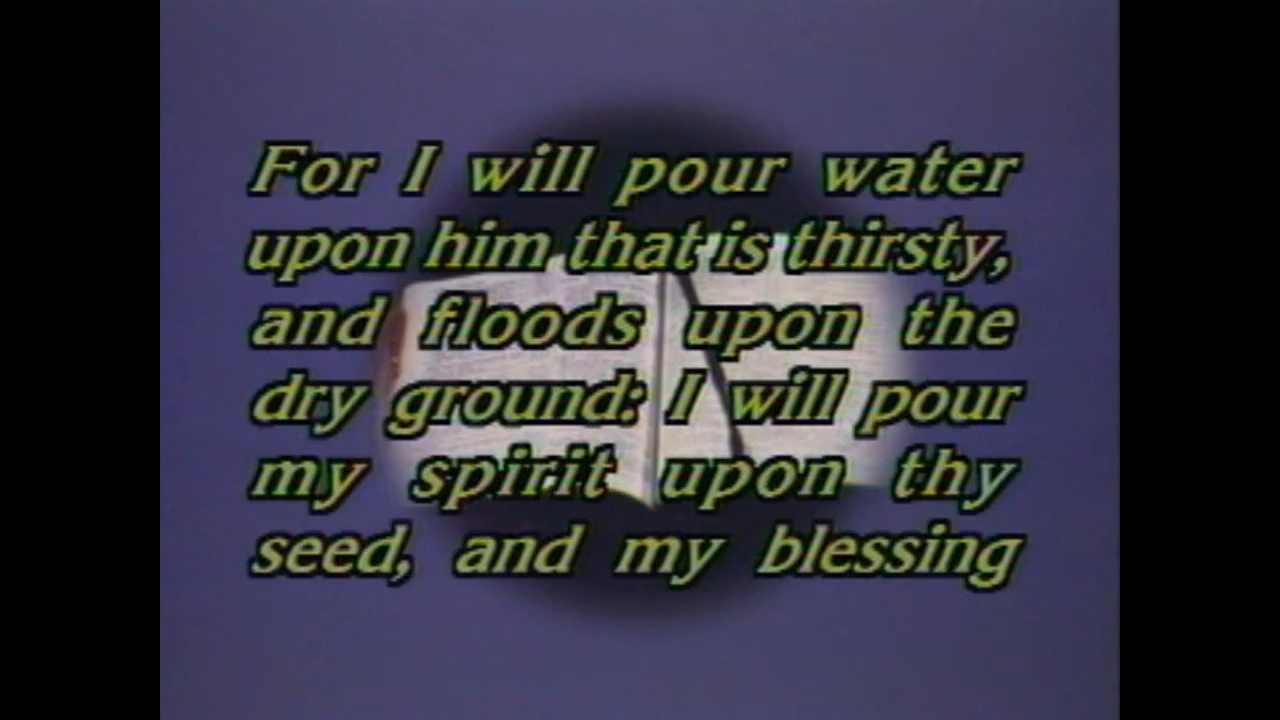 For I will pour water
upon him that is thirsty,
and floods upon the
dry ground: I will pour
my spirit upon thy
seed, and my blessing